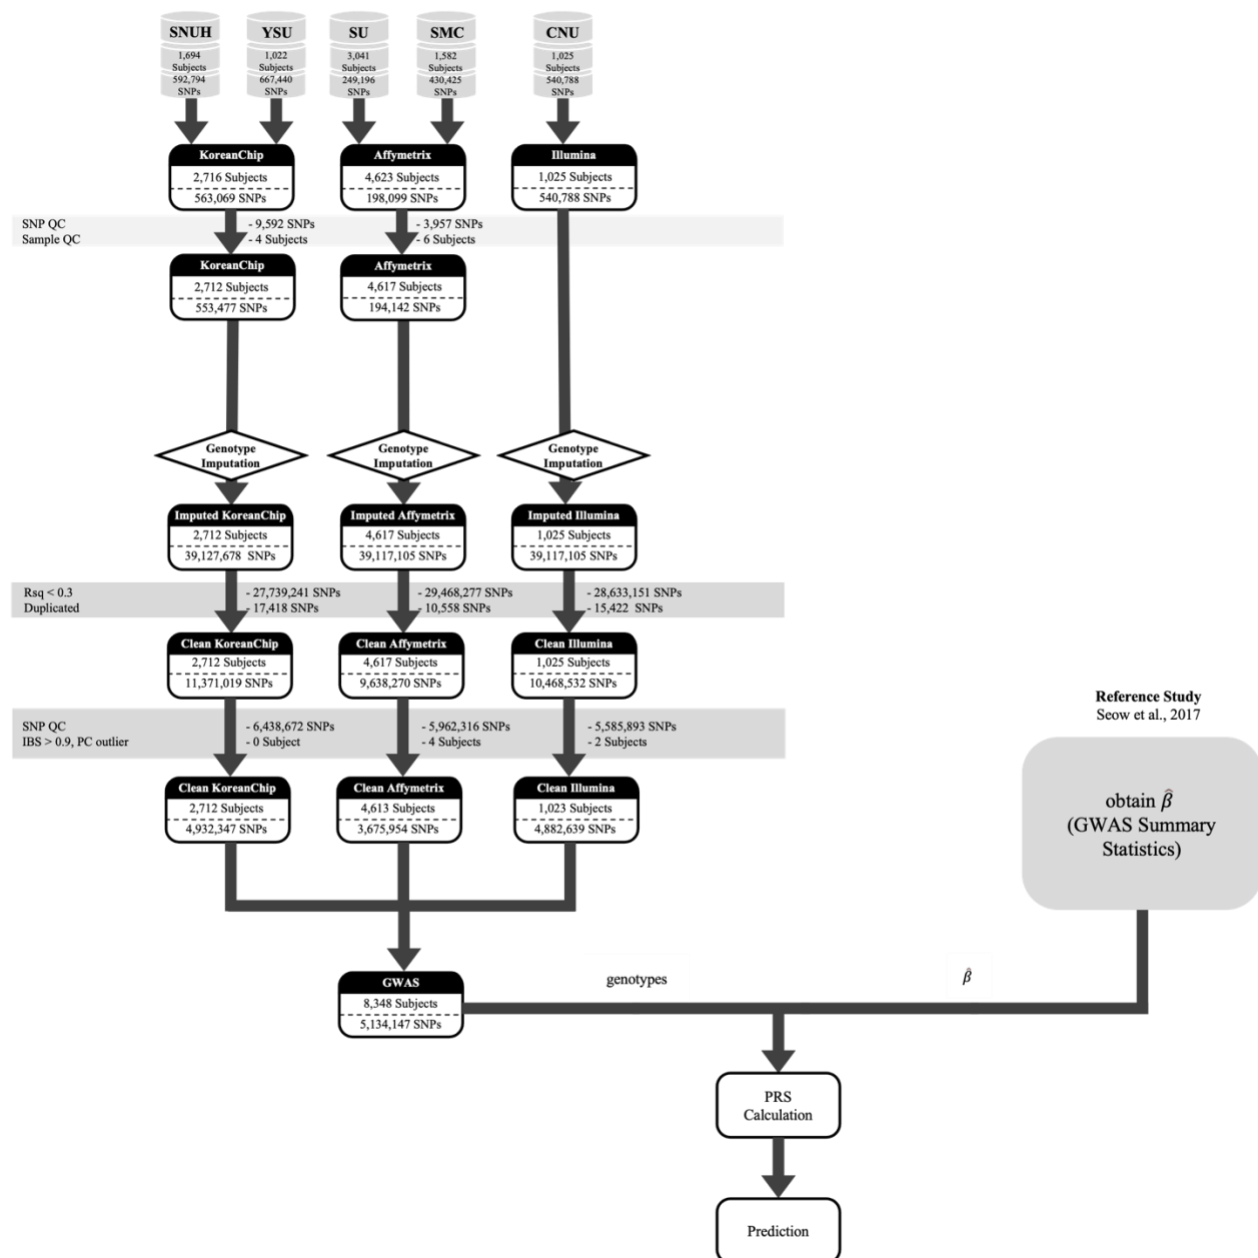 SNUH
1,694
Subjects
592,794
SNPs
YSU
1,022
Subjects
667,440
SNPs
SU
3,041
Subjects
249,196
SNPs
SMC
1,582
Subjects
430,425
SNPs
CNU
1,025
Subjects
540,788
SNPs
KoreanChip
2,716 Subjects
563,069 SNPs
Affymetrix
4,623 Subjects
198,099 SNPs
Illumina
1,025 Subjects
540,788 SNPs
SNP QC
Sample QC
- 9,592 SNPs
- 4 Subjects
- 3,957 SNPs
- 6 Subjects
KoreanChip
2,712 Subjects
553,477 SNPs
Affymetrix
4,617 Subjects
194,142 SNPs
Genotype
Imputation
Genotype
Imputation
Genotype
Imputation
Imputed KoreanChip
2,712 Subjects
39,127,678 SNPs
Imputed Affymetrix
4,617 Subjects
39,117,105 SNPs
Imputed Illumina
1,025 Subjects
39,117,105 SNPs
Rsq < 0.3
Duplicated
- 27,739,241 SNPs
- 17,418 SNPs
- 29,468,277 SNPs
- 10,558 SNPs
- 28,633,151 SNPs
- 15,422 SNPs
Clean KoreanChip
2,712 Subjects
11,371,019 SNPs
Clean Affymetrix
4,617 Subjects
9,638,270 SNPs
Clean Illumina
1,025 Subjects
10,468,532 SNPs
SNP QC
IBS > 0.9, PC outlier
- 6,438,672 SNPs
- 0 Subject
- 5,962,316 SNPs
- 4 Subjects
- 5,585,893 SNPs
- 2 Subjects
Clean KoreanChip
2,712 Subjects
4,932,347 SNPs
Clean Affymetrix
4,613 Subjects
3,675,954 SNPs
Clean Illumina
1,023 Subjects
4,882,639 SNPs
Reference Study
Seow et al., 2017
obtain β̂
(GWAS Summary
Statistics)
GWAS
8,348 Subjects
5,134,147 SNPs
genotypes
β̂
PRS
Calculation
Prediction